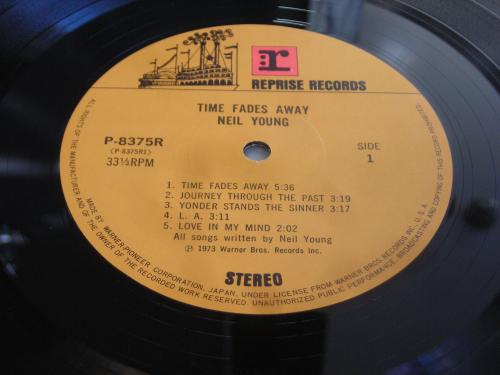 r
REPRISE RECORDS
TIME FADES AWAY
NEIL YOUNG
P-8375R
(P-8375R1)
33⅓RPM
SIDE
1
1. TIME FADES AWAY 5:36
2. JOURNEY THROUGH THE PAST 3:19
3. YONDER STANDS THE SINNER 3:17
4. L. A. 3:11
5. LOVE IN MY MIND 2:02
All songs written by Neil Young
Ⓟ 1973 Warner Bros. Records Inc.
STEREO
ALL RIGHTS OF THE MANUFACTURER AND OF THE OWNER OF THE RECORDED WORK RESERVED. UNAUTHORIZED PUBLIC PERFORMANCE, BROADCASTING AND COPYING OF THIS RECORD PROHIBITED.
MADE BY WARNER-PIONEER CORPORATION, JAPAN, UNDER LICENSE FROM WARNER BROS. RECORDS INC., U. S. A.